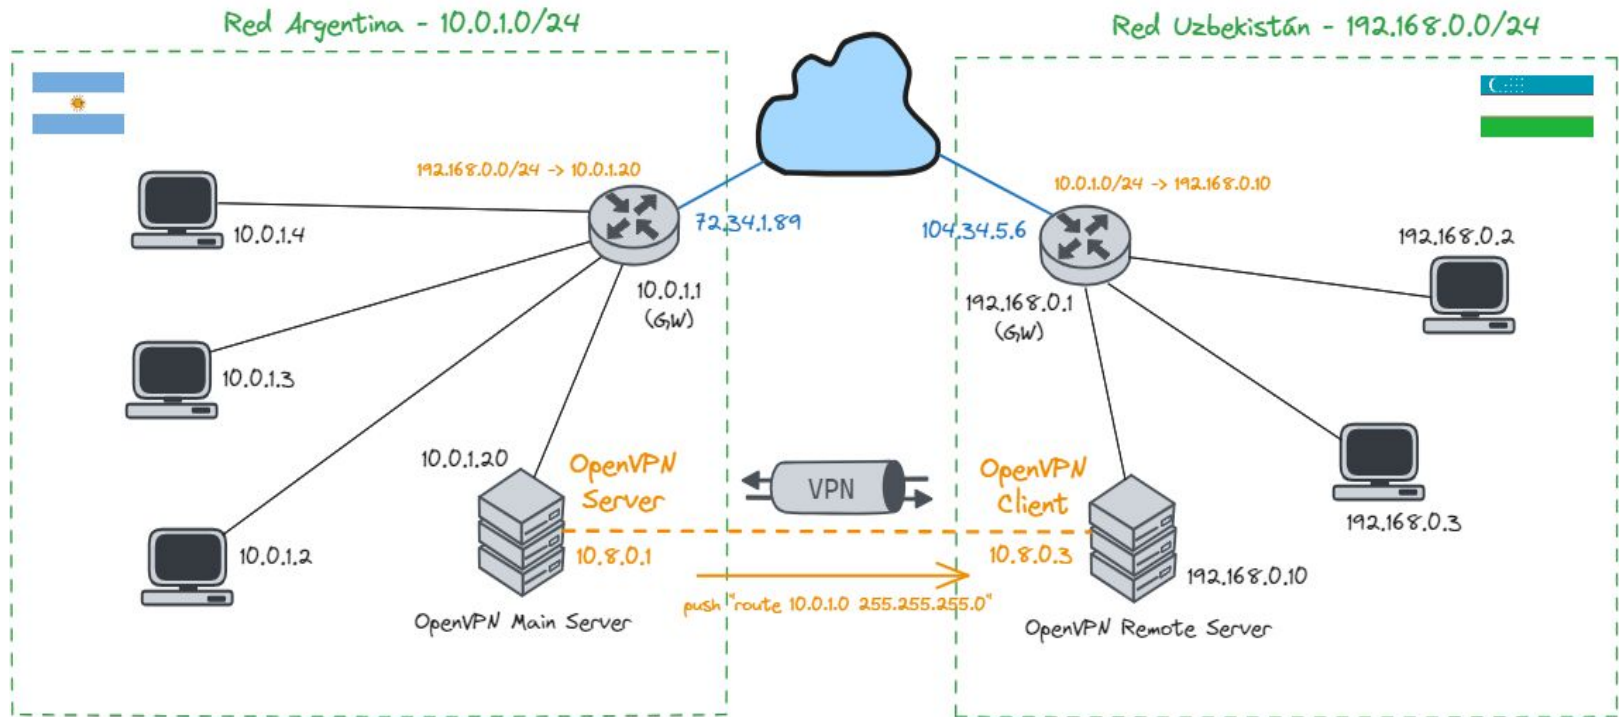 Red Argentina - 10.0.1.0/24
Red Uzbekistán - 192.168.0.0/24
192.168.0.0/24 -> 10.0.1.20
10.0.1.0/24 -> 192.168.0.10
72.34.1.89
104.34.5.6
10.0.1.4
10.0.1.1
(GW)
192.168.0.1
(GW)
192.168.0.2
10.0.1.3
10.0.1.20
OpenVPN
Server
VPN
OpenVPN
Client
192.168.0.3
10.0.1.2
10.8.0.1
10.8.0.3
192.168.0.10
push "route 10.0.1.0 255.255.255.0"
OpenVPN Main Server
OpenVPN Remote Server